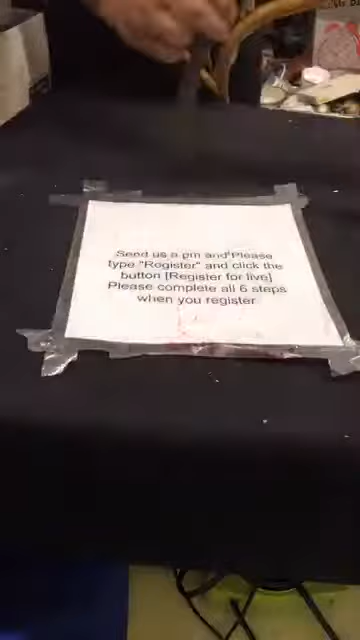 Send us a pm and Please
type "Register" and click the
button [Register for live]
Please complete all 6 steps
when you register